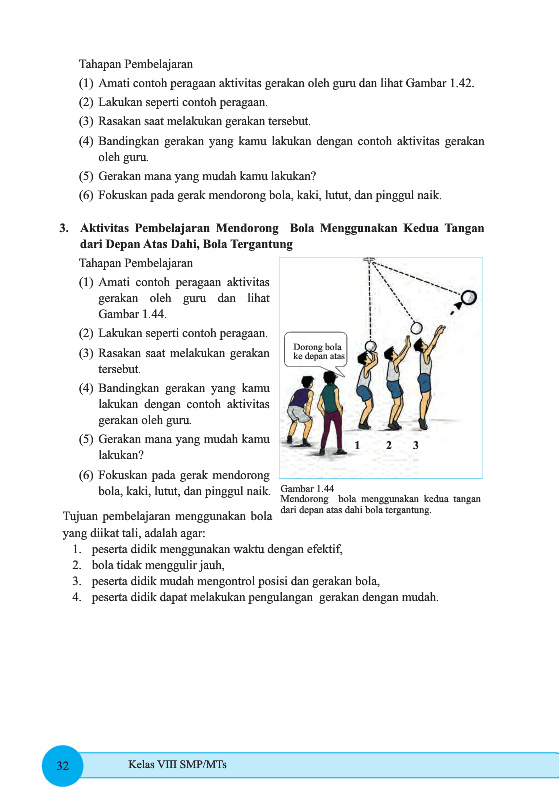 Tahapan Pembelajaran
(1) Amati contoh peragaan aktivitas gerakan oleh guru dan lihat Gambar 1.42.
(2) Lakukan seperti contoh peragaan.
(3) Rasakan saat melakukan gerakan tersebut.
(4) Bandingkan gerakan yang kamu lakukan dengan contoh aktivitas gerakan
oleh guru.
(5) Gerakan mana yang mudah kamu lakukan?
(6) Fokuskan pada gerak mendorong bola, kaki, lutut, dan pinggul naik.
3. Aktivitas Pembelajaran Mendorong Bola Menggunakan Kedua Tangan
dari Depan Atas Dahi, Bola Tergantung
Tahapan Pembelajaran
(1) Amati contoh peragaan aktivitas
gerakan oleh guru dan lihat
Gambar 1.44.
(2) Lakukan seperti contoh peragaan.
(3) Rasakan saat melakukan gerakan
tersebut.
(4) Bandingkan gerakan yang kamu
lakukan dengan contoh aktivitas
gerakan oleh guru.
(5) Gerakan mana yang mudah kamu
lakukan?
(6) Fokuskan pada gerak mendorong
bola, kaki, lutut, dan pinggul naik.
Dorong bola
ke depan atas
1 2 3
Gambar 1.44
Mendorong bola menggunakan kedua tangan
dari depan atas dahi bola tergantung.
Tujuan pembelajaran menggunakan bola
yang diikat tali, adalah agar:
1. peserta didik menggunakan waktu dengan efektif,
2. bola tidak menggulir jauh,
3. peserta didik mudah mengontrol posisi dan gerakan bola,
4. peserta didik dapat melakukan pengulangan gerakan dengan mudah.
32 Kelas VIII SMP/MTs